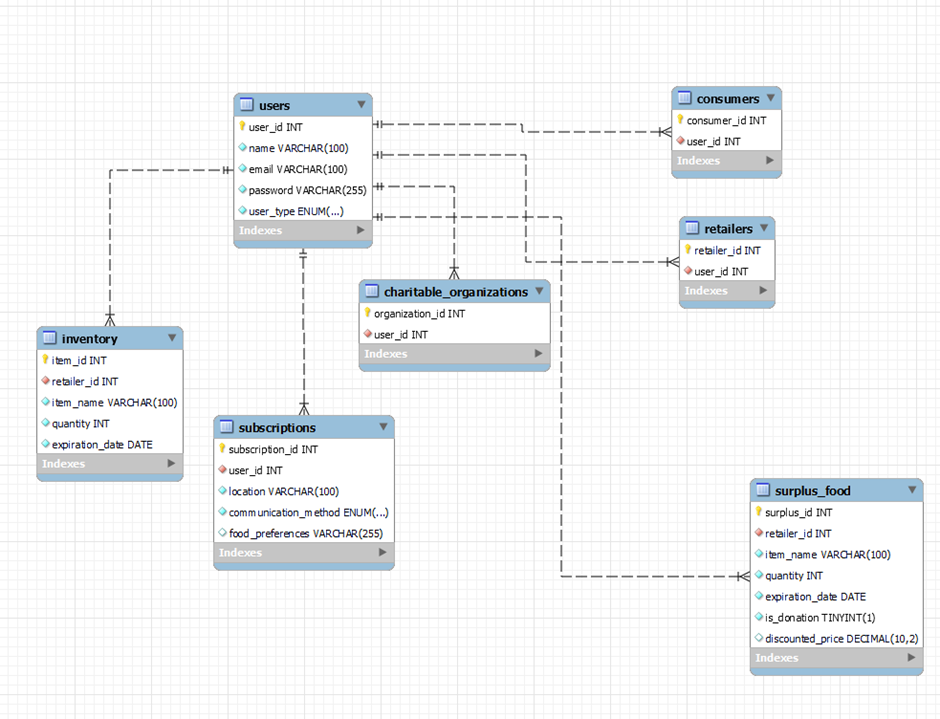 users
user_id INT
name VARCHAR(100)
email VARCHAR(100)
password VARCHAR(255)
user_type ENUM(...)
Indexes
consumers
consumer_id INT
user_id INT
Indexes
retailers
retailer_id INT
user_id INT
Indexes
charitable_organizations
organization_id INT
user_id INT
Indexes
inventory
item_id INT
retailer_id INT
item_name VARCHAR(100)
quantity INT
expiration_date DATE
Indexes
subscriptions
subscription_id INT
user_id INT
location VARCHAR(100)
communication_method ENUM(...)
food_preferences VARCHAR(255)
Indexes
surplus_food
surplus_id INT
retailer_id INT
item_name VARCHAR(100)
quantity INT
expiration_date DATE
is_donation TINYINT(1)
discounted_price DECIMAL(10,2)
Indexes